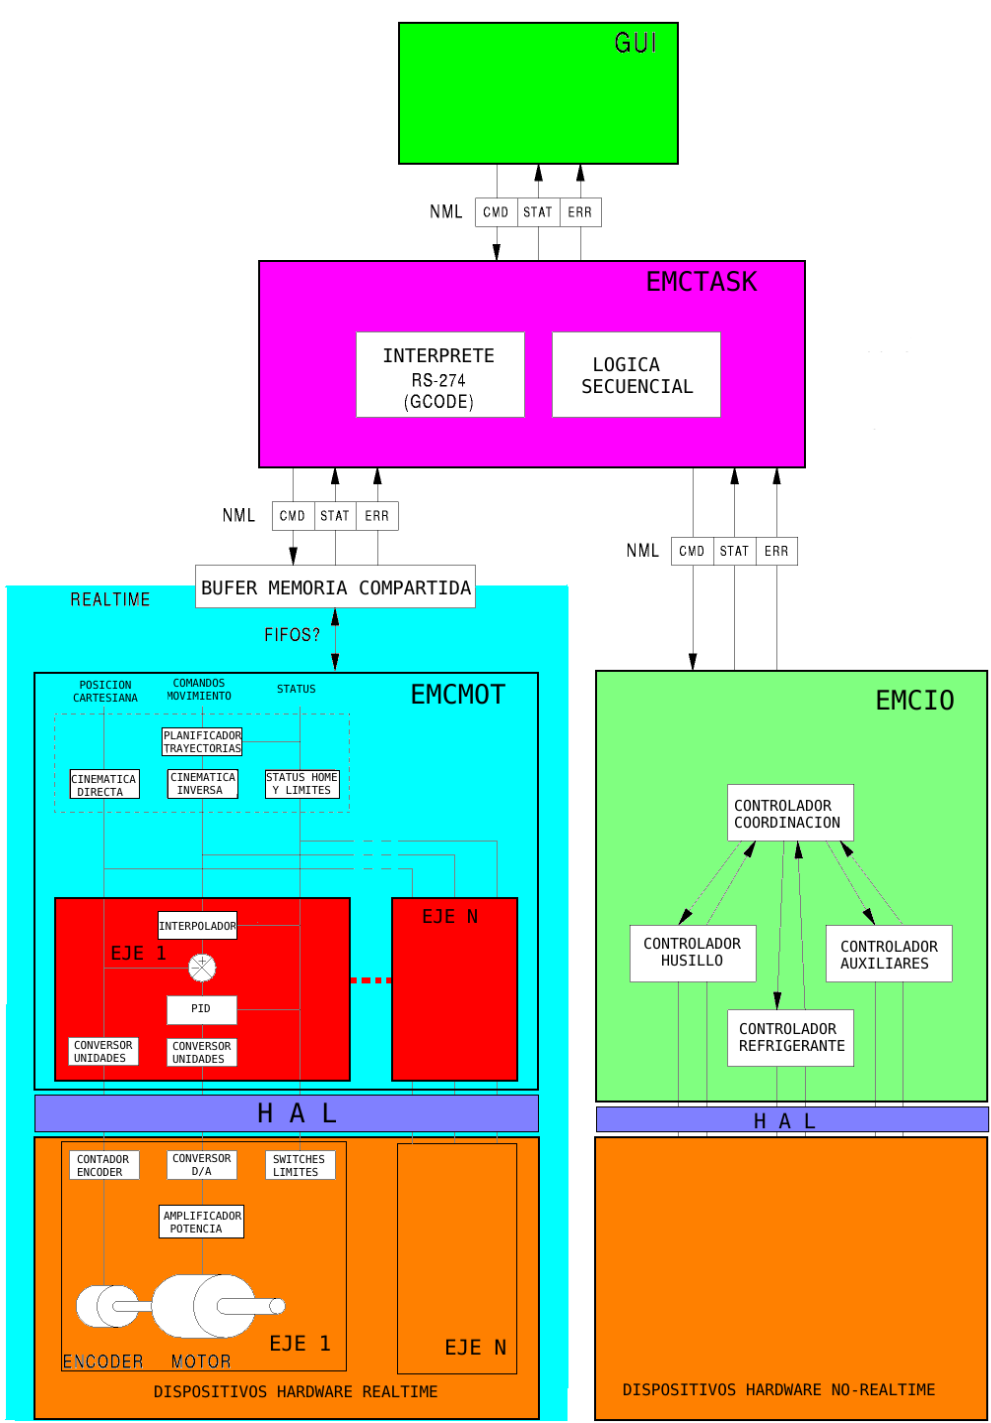 GUI
NML
CMD
STAT
ERR
EMCTASK
INTERPRETE
RS-274
(GCODE)
LOGICA
SECUENCIAL
NML
CMD
STAT
ERR
NML
CMD
STAT
ERR
BUFER MEMORIA COMPARTIDA
REALTIME
FIFOS?
EMCMOT
POSICION
CARTESIANA
COMANDOS
MOVIMIENTO
STATUS
PLANIFICADOR
TRAYECTORIAS
CINEMATICA
DIRECTA
CINEMATICA
INVERSA
STATUS HOME
Y LIMITES
EJE 1
INTERPOLADOR
+
−
PID
CONVERSOR
UNIDADES
CONVERSOR
UNIDADES
EJE N
H A L
CONTADOR
ENCODER
CONVERSOR
D/A
SWITCHES
LIMITES
AMPLIFICADOR
POTENCIA
ENCODER
MOTOR
EJE 1
EJE N
DISPOSITIVOS HARDWARE REALTIME
EMCIO
CONTROLADOR
COORDINACION
CONTROLADOR
HUSILLO
CONTROLADOR
AUXILIARES
CONTROLADOR
REFRIGERANTE
H A L
DISPOSITIVOS HARDWARE NO-REALTIME